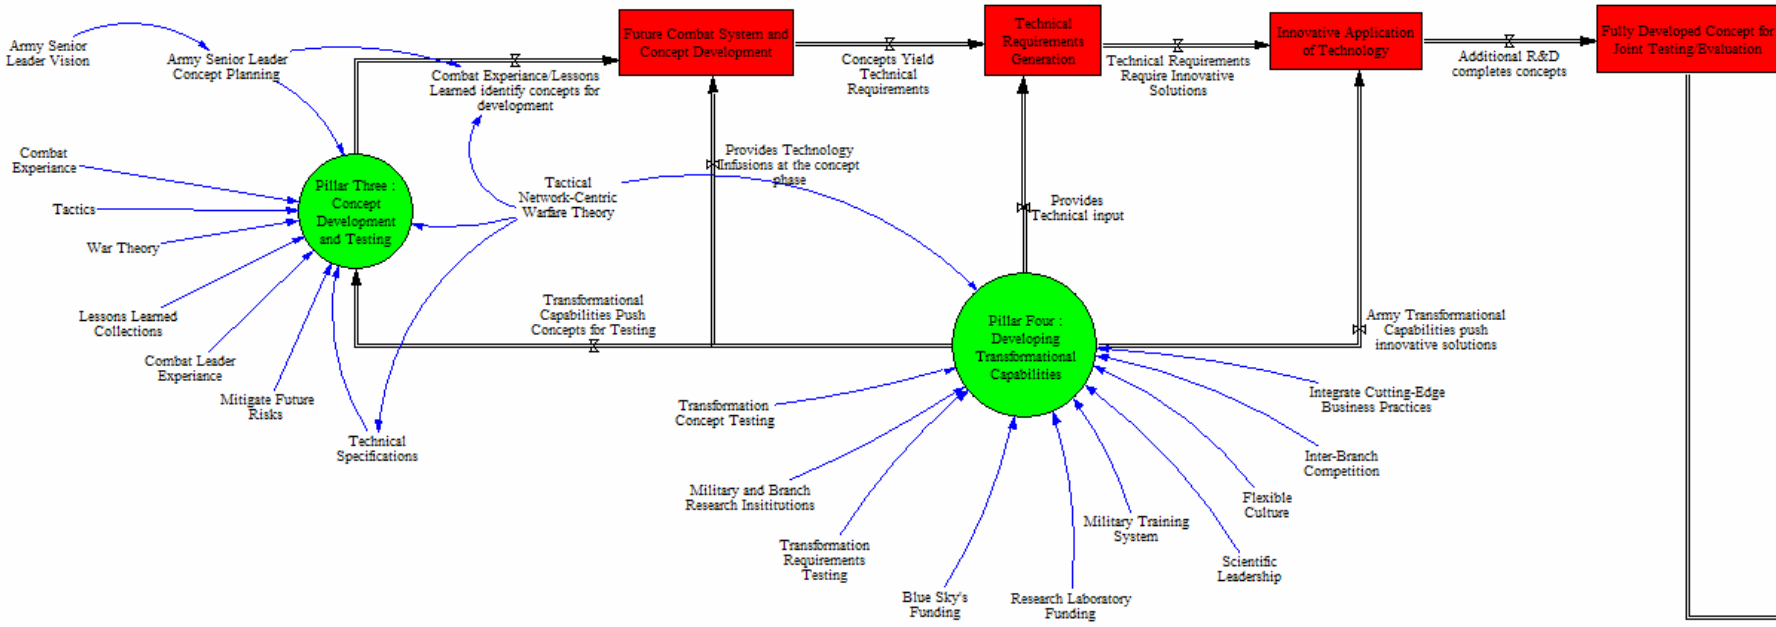 Army Senior
Leader Vision
Army Senior Leader
Concept Planning
Combat Experiance/Lessons
Learned identify concepts for
development
Future Combat System and
Concept Development
Concepts Yield
Technical
Requirements
Technical
Requirements
Generation
Technical Requirements
Require Innovative
Solutions
Innovative Application
of Technology
Additional R&D
completes concepts
Fully Developed Concept for
Joint Testing/Evaluation
Combat
Experiance
Tactics
War Theory
Lessons Learned
Collections
Combat Leader
Experiance
Mitigate Future
Risks
Technical
Specifications
Pillar Three :
Concept
Development
and Testing
Tactical
Network-Centric
Warfare Theory
Provides Technology
Infusions at the concept
phase
Provides
Technical input
Transformational
Capabilities Push
Concepts for Testing
Pillar Four :
Developing
Transformational
Capabilities
Army Transformational
Capabilities push
innovative solutions
Transformation
Concept Testing
Military and Branch
Research Insititutions
Transformation
Requirements
Testing
Blue Sky's
Funding
Research Laboratory
Funding
Military Training
System
Scientific
Leadership
Flexible
Culture
Inter-Branch
Competition
Integrate Cutting-Edge
Business Practices